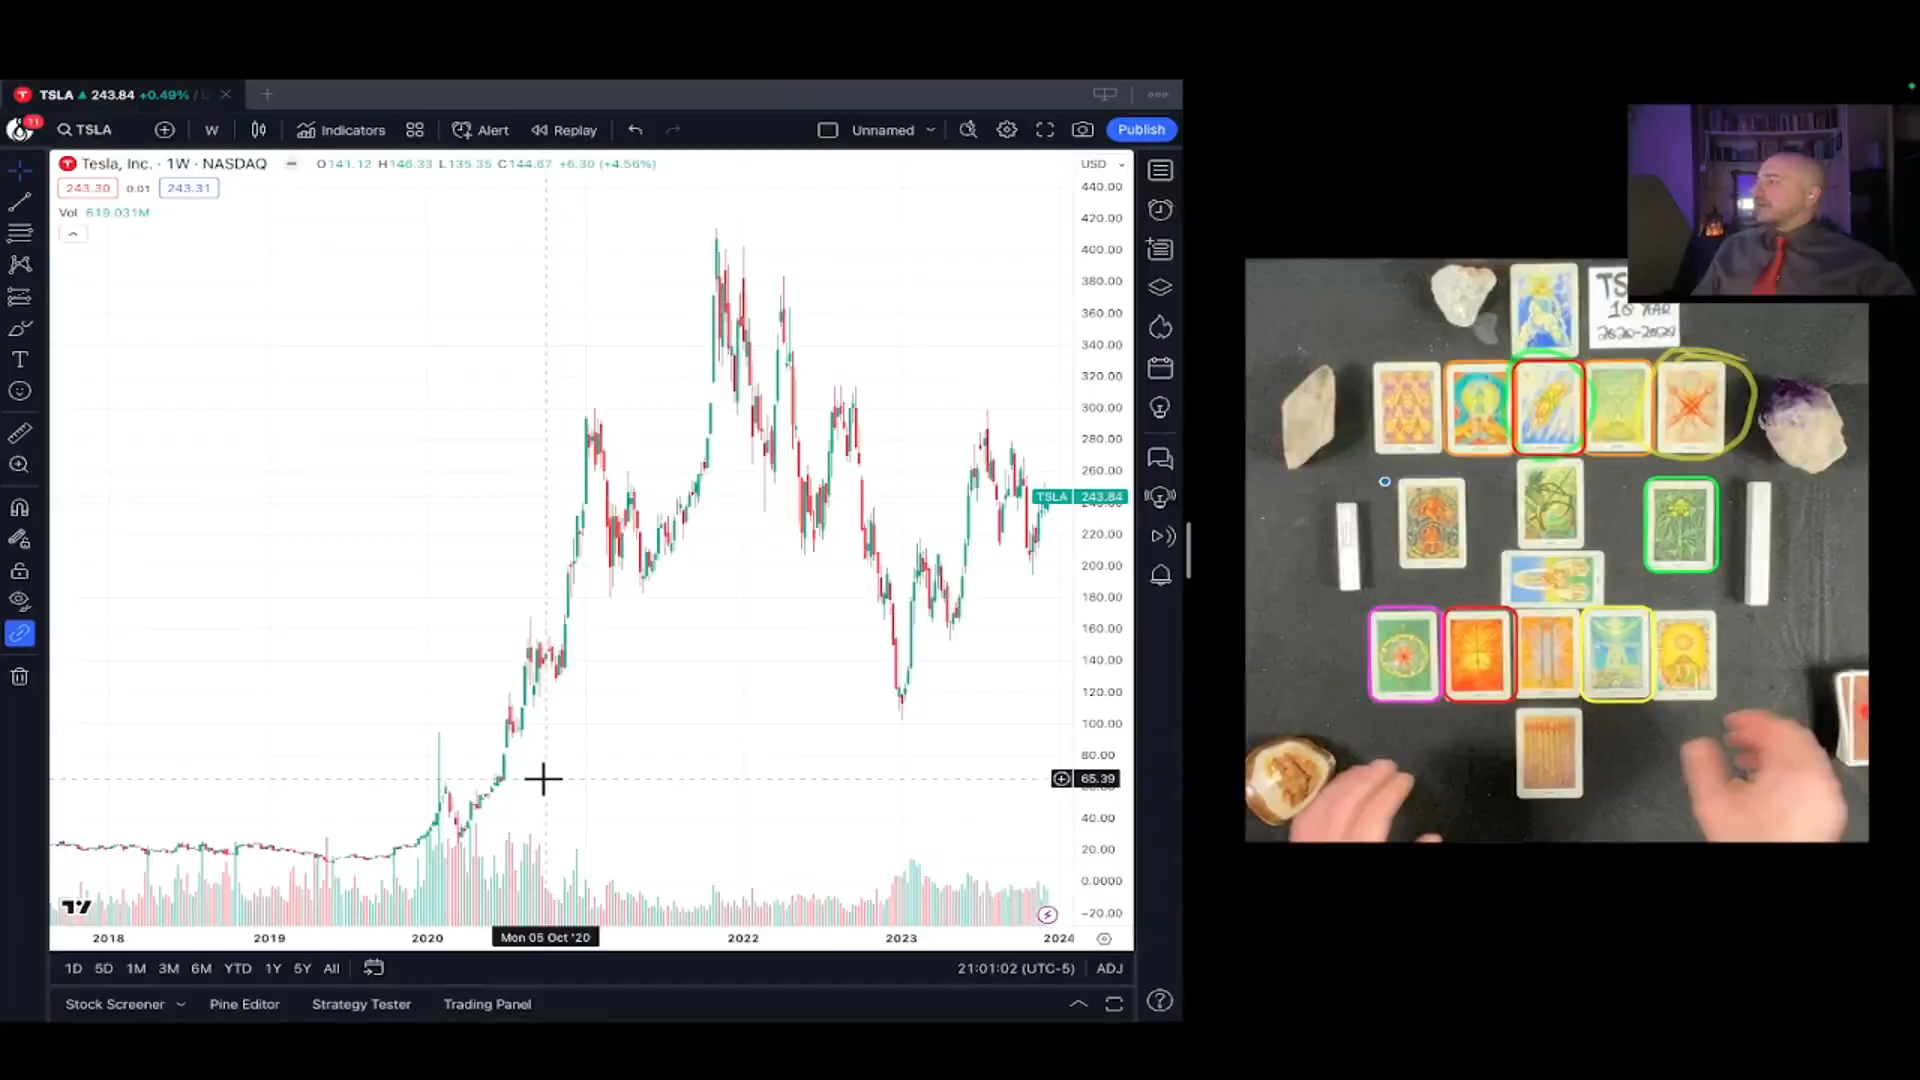 TSLA 243.84 +0.49% /
11
TSLA
W
Indicators
Alert
Replay
Unnamed
Publish
Tesla, Inc. · 1W · NASDAQ
O141.12 H146.33 L135.35 C144.67 +6.30 (+4.56%)
USD
243.30 0.01 243.31
Vol 619.031M
440.00
420.00
400.00
380.00
360.00
340.00
320.00
300.00
280.00
260.00
TSLA 243.84
220.00
200.00
180.00
160.00
140.00
120.00
100.00
80.00
65.39
40.00
20.00
0.0000
−20.00
2018
2019
2020
Mon 05 Oct '20
2022
2023
2024
1D 5D 1M 3M 6M YTD 1Y 5Y All
21:01:02 (UTC-5) ADJ
Stock Screener
Pine Editor
Strategy Tester
Trading Panel
TS